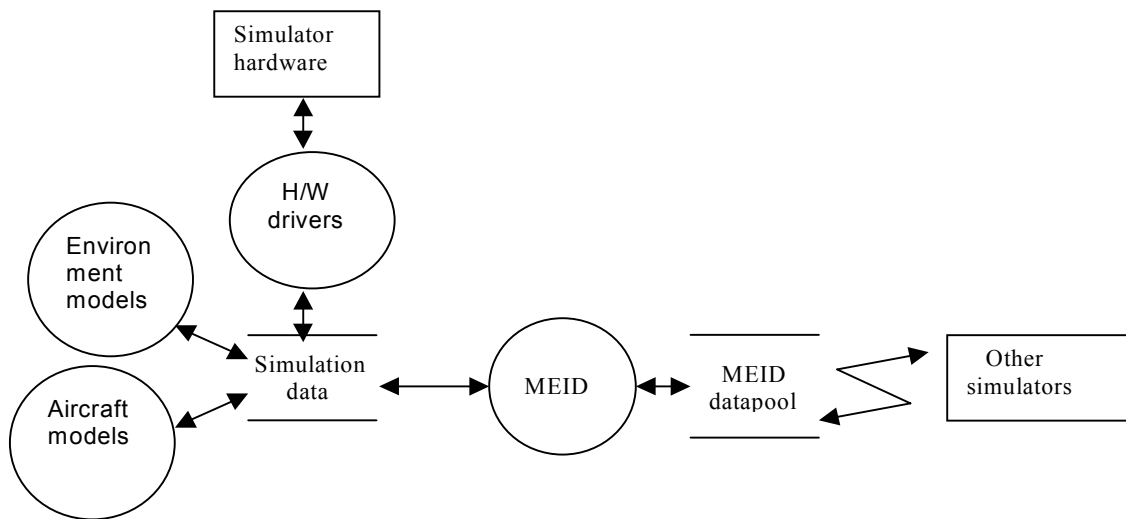 Simulator
hardware
H/W
drivers
Environ
ment
models
Simulation
data
MEID
MEID
datapool
Other
simulators
Aircraft
models